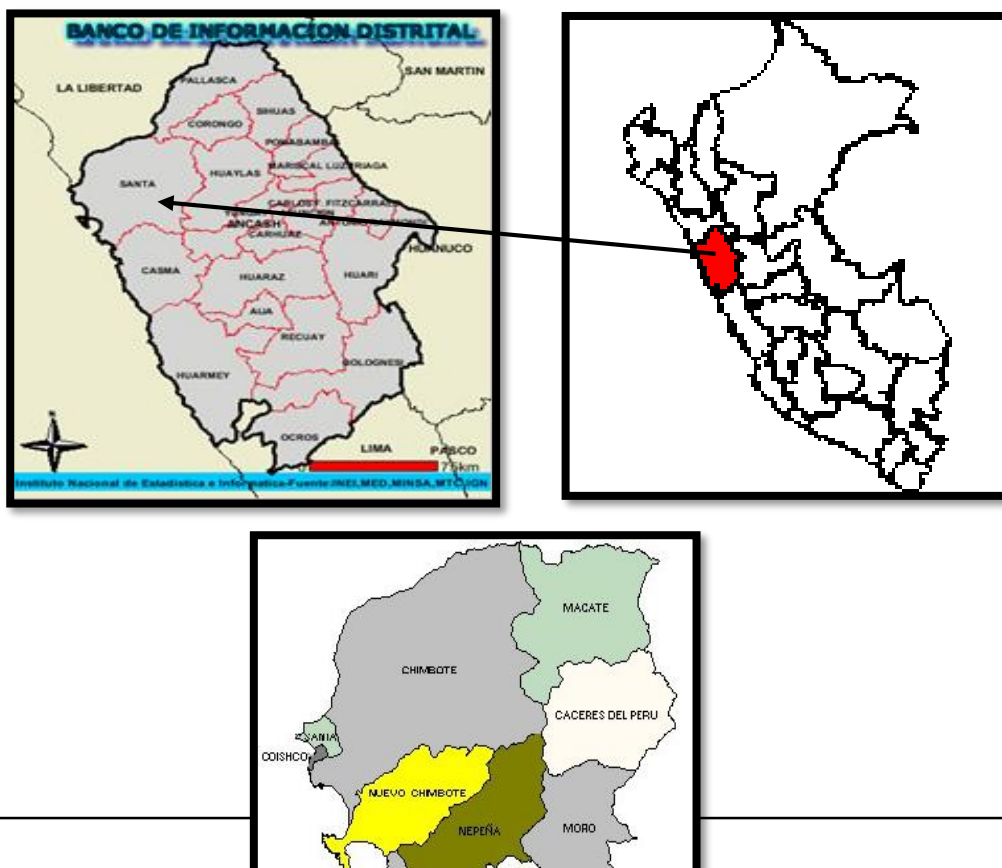 BANCO DE INFORMACION DISTRITAL
LA LIBERTAD
SAN MARTIN
PALLASCA
SIHUAS
CORONGO
POMABAMBA
MARISCAL LUZURIAGA
HUAYLAS
SANTA
CARLOS F. FITZCARRALD
ANCASH
CARHUAZ
HUANUCO
CASMA
HUARAZ
HUARI
AIJA
RECUAY
BOLOGNESI
HUARMEY
OCROS
LIMA
PASCO
0
75km
Instituto Nacional de Estadistica e Informatica-Fuente:INEI,MED,MINSA,MTC,IGN
MACATE
CHIMBOTE
CACERES DEL PERU
SANTA
COISHCO
NUEVO CHIMBOTE
NEPEÑA
MORO